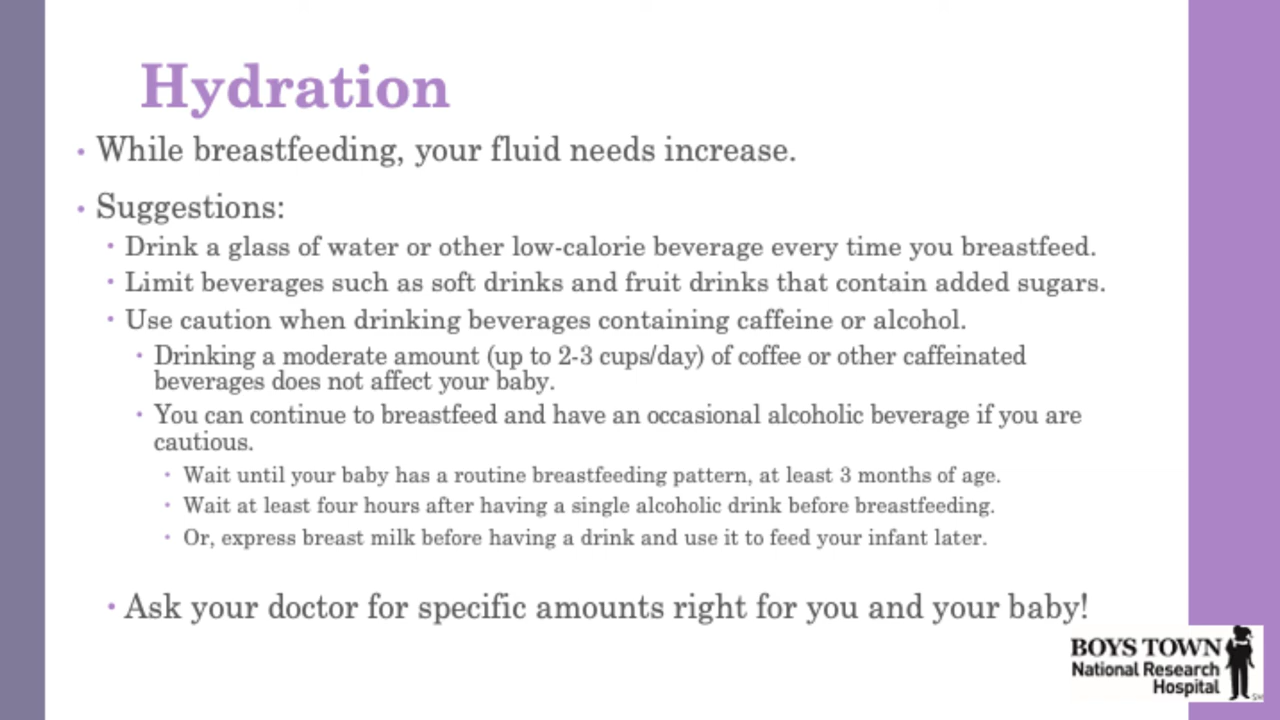 Hydration
• While breastfeeding, your fluid needs increase.
• Suggestions:
• Drink a glass of water or other low-calorie beverage every time you breastfeed.
• Limit beverages such as soft drinks and fruit drinks that contain added sugars.
• Use caution when drinking beverages containing caffeine or alcohol.
• Drinking a moderate amount (up to 2-3 cups/day) of coffee or other caffeinated
beverages does not affect your baby.
• You can continue to breastfeed and have an occasional alcoholic beverage if you are
cautious.
• Wait until your baby has a routine breastfeeding pattern, at least 3 months of age.
• Wait at least four hours after having a single alcoholic drink before breastfeeding.
• Or, express breast milk before having a drink and use it to feed your infant later.
• Ask your doctor for specific amounts right for you and your baby!
BOYS TOWN
National Research
Hospital
SM